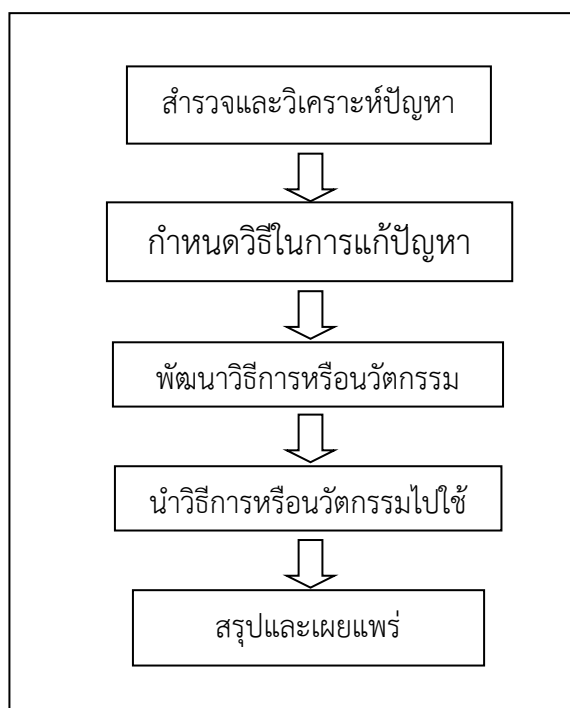 สำรวจและวิเคราะห์ปัญหา
กำหนดวิธีในการแก้ปัญหา
พัฒนาวิธีการหรือนวัตกรรม
นำวิธีการหรือนวัตกรรมไปใช้
สรุปและเผยแพร่